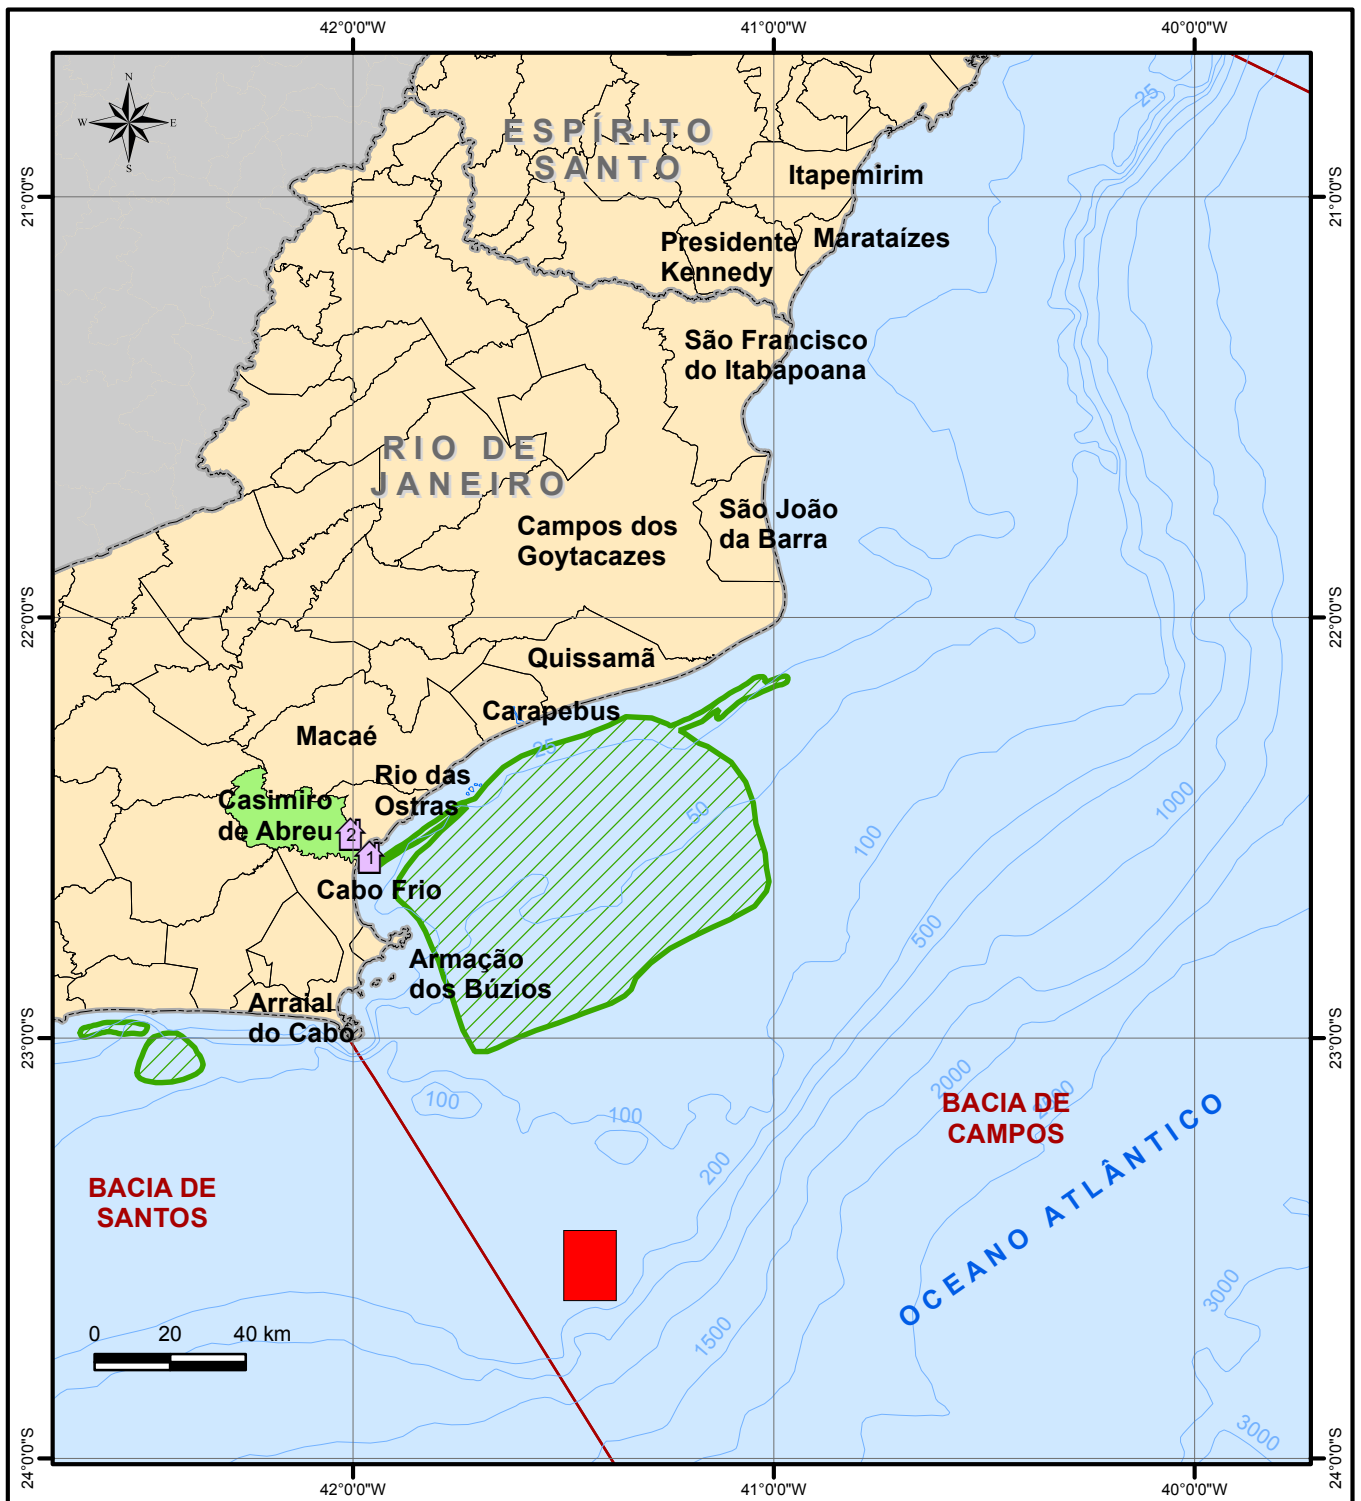 42°0'0"W
41°0'0"W
40°0'0"W
N
W
E
S
25
ESPÍRITO
SANTO
Itapemirim
21°0'0"S
21°0'0"S
Presidente
Kennedy
Marataízes
São Francisco
do Itabapoana
RIO DE
JANEIRO
São João
da Barra
Campos dos
Goytacazes
22°0'0"S
22°0'0"S
Quissamã
Carapebus
Macaé
25
Rio das
Ostras
Casimiro
de Abreu
50
100
1000
2
1
Cabo Frio
500
Armação
dos Búzios
Arraial
do Cabo
23°0'0"S
23°0'0"S
2000
100
100
BACIA DE
CAMPOS
OCEANO ATLÂNTICO
200
BACIA DE
SANTOS
3000
0 20 40 km
1500
3000
24°0'0"S
24°0'0"S
42°0'0"W
41°0'0"W
40°0'0"W